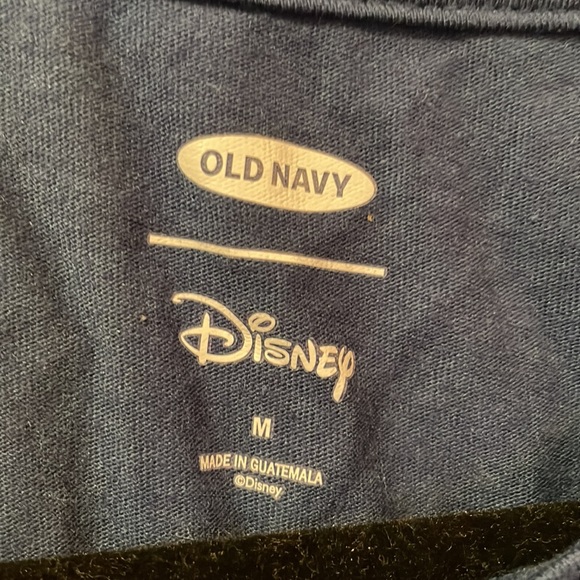 OLD NAVY
Disney
M
MADE IN GUATEMALA
©Disney